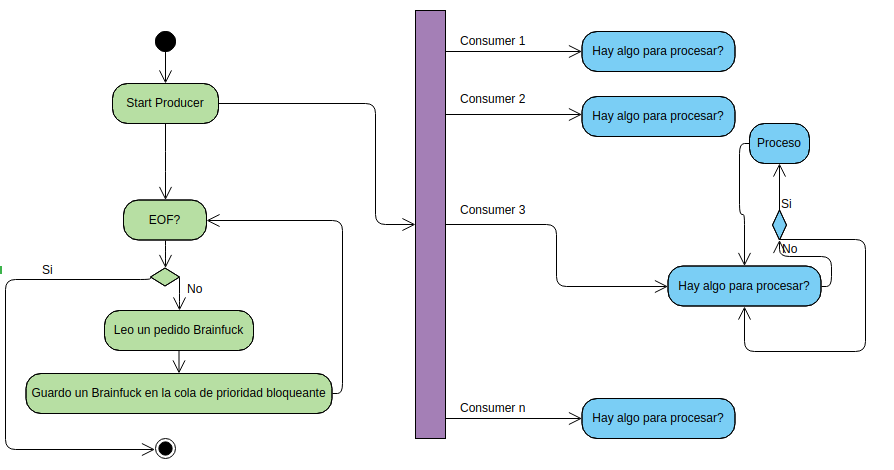 Start Producer
EOF?
Si
No
Leo un pedido Brainfuck
Guardo un Brainfuck en la cola de prioridad bloqueante
Consumer 1
Hay algo para procesar?
Consumer 2
Hay algo para procesar?
Consumer 3
Proceso
Si
No
Hay algo para procesar?
Consumer n
Hay algo para procesar?